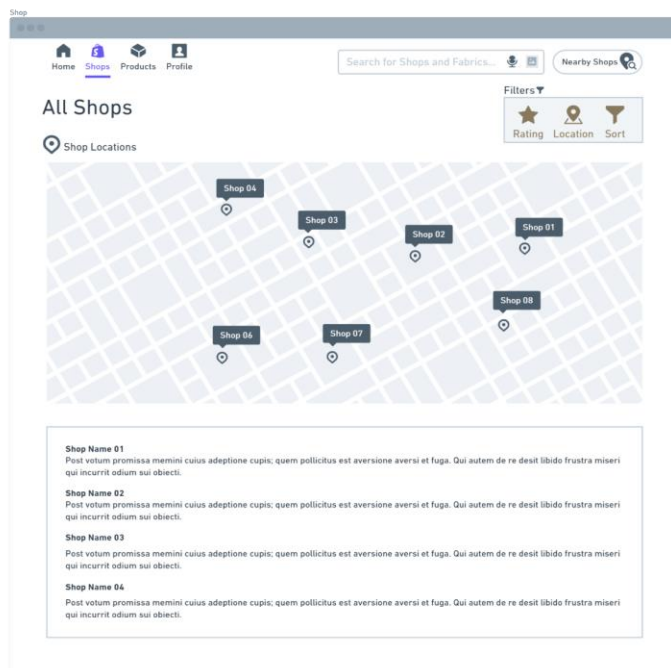 Shop
Home Shops Products Profile
Search for Shops and Fabrics...
Nearby Shops
Filters
All Shops
Rating Location Sort
Shop Locations
Shop 04
Shop 03
Shop 02
Shop 01
Shop 08
Shop 06
Shop 07
Shop Name 01
Post votum promissa memini cuius adeptione cupis; quem pollicitus est aversione aversi et fuga. Qui autem de re desit libido frustra miseri
qui incurrit odium sui obiecti.
Shop Name 02
Post votum promissa memini cuius adeptione cupis; quem pollicitus est aversione aversi et fuga. Qui autem de re desit libido frustra miseri
qui incurrit odium sui obiecti.
Shop Name 03
Post votum promissa memini cuius adeptione cupis; quem pollicitus est aversione aversi et fuga. Qui autem de re desit libido frustra miseri
qui incurrit odium sui obiecti.
Shop Name 04
Post votum promissa memini cuius adeptione cupis; quem pollicitus est aversione aversi et fuga. Qui autem de re desit libido frustra miseri
qui incurrit odium sui obiecti.